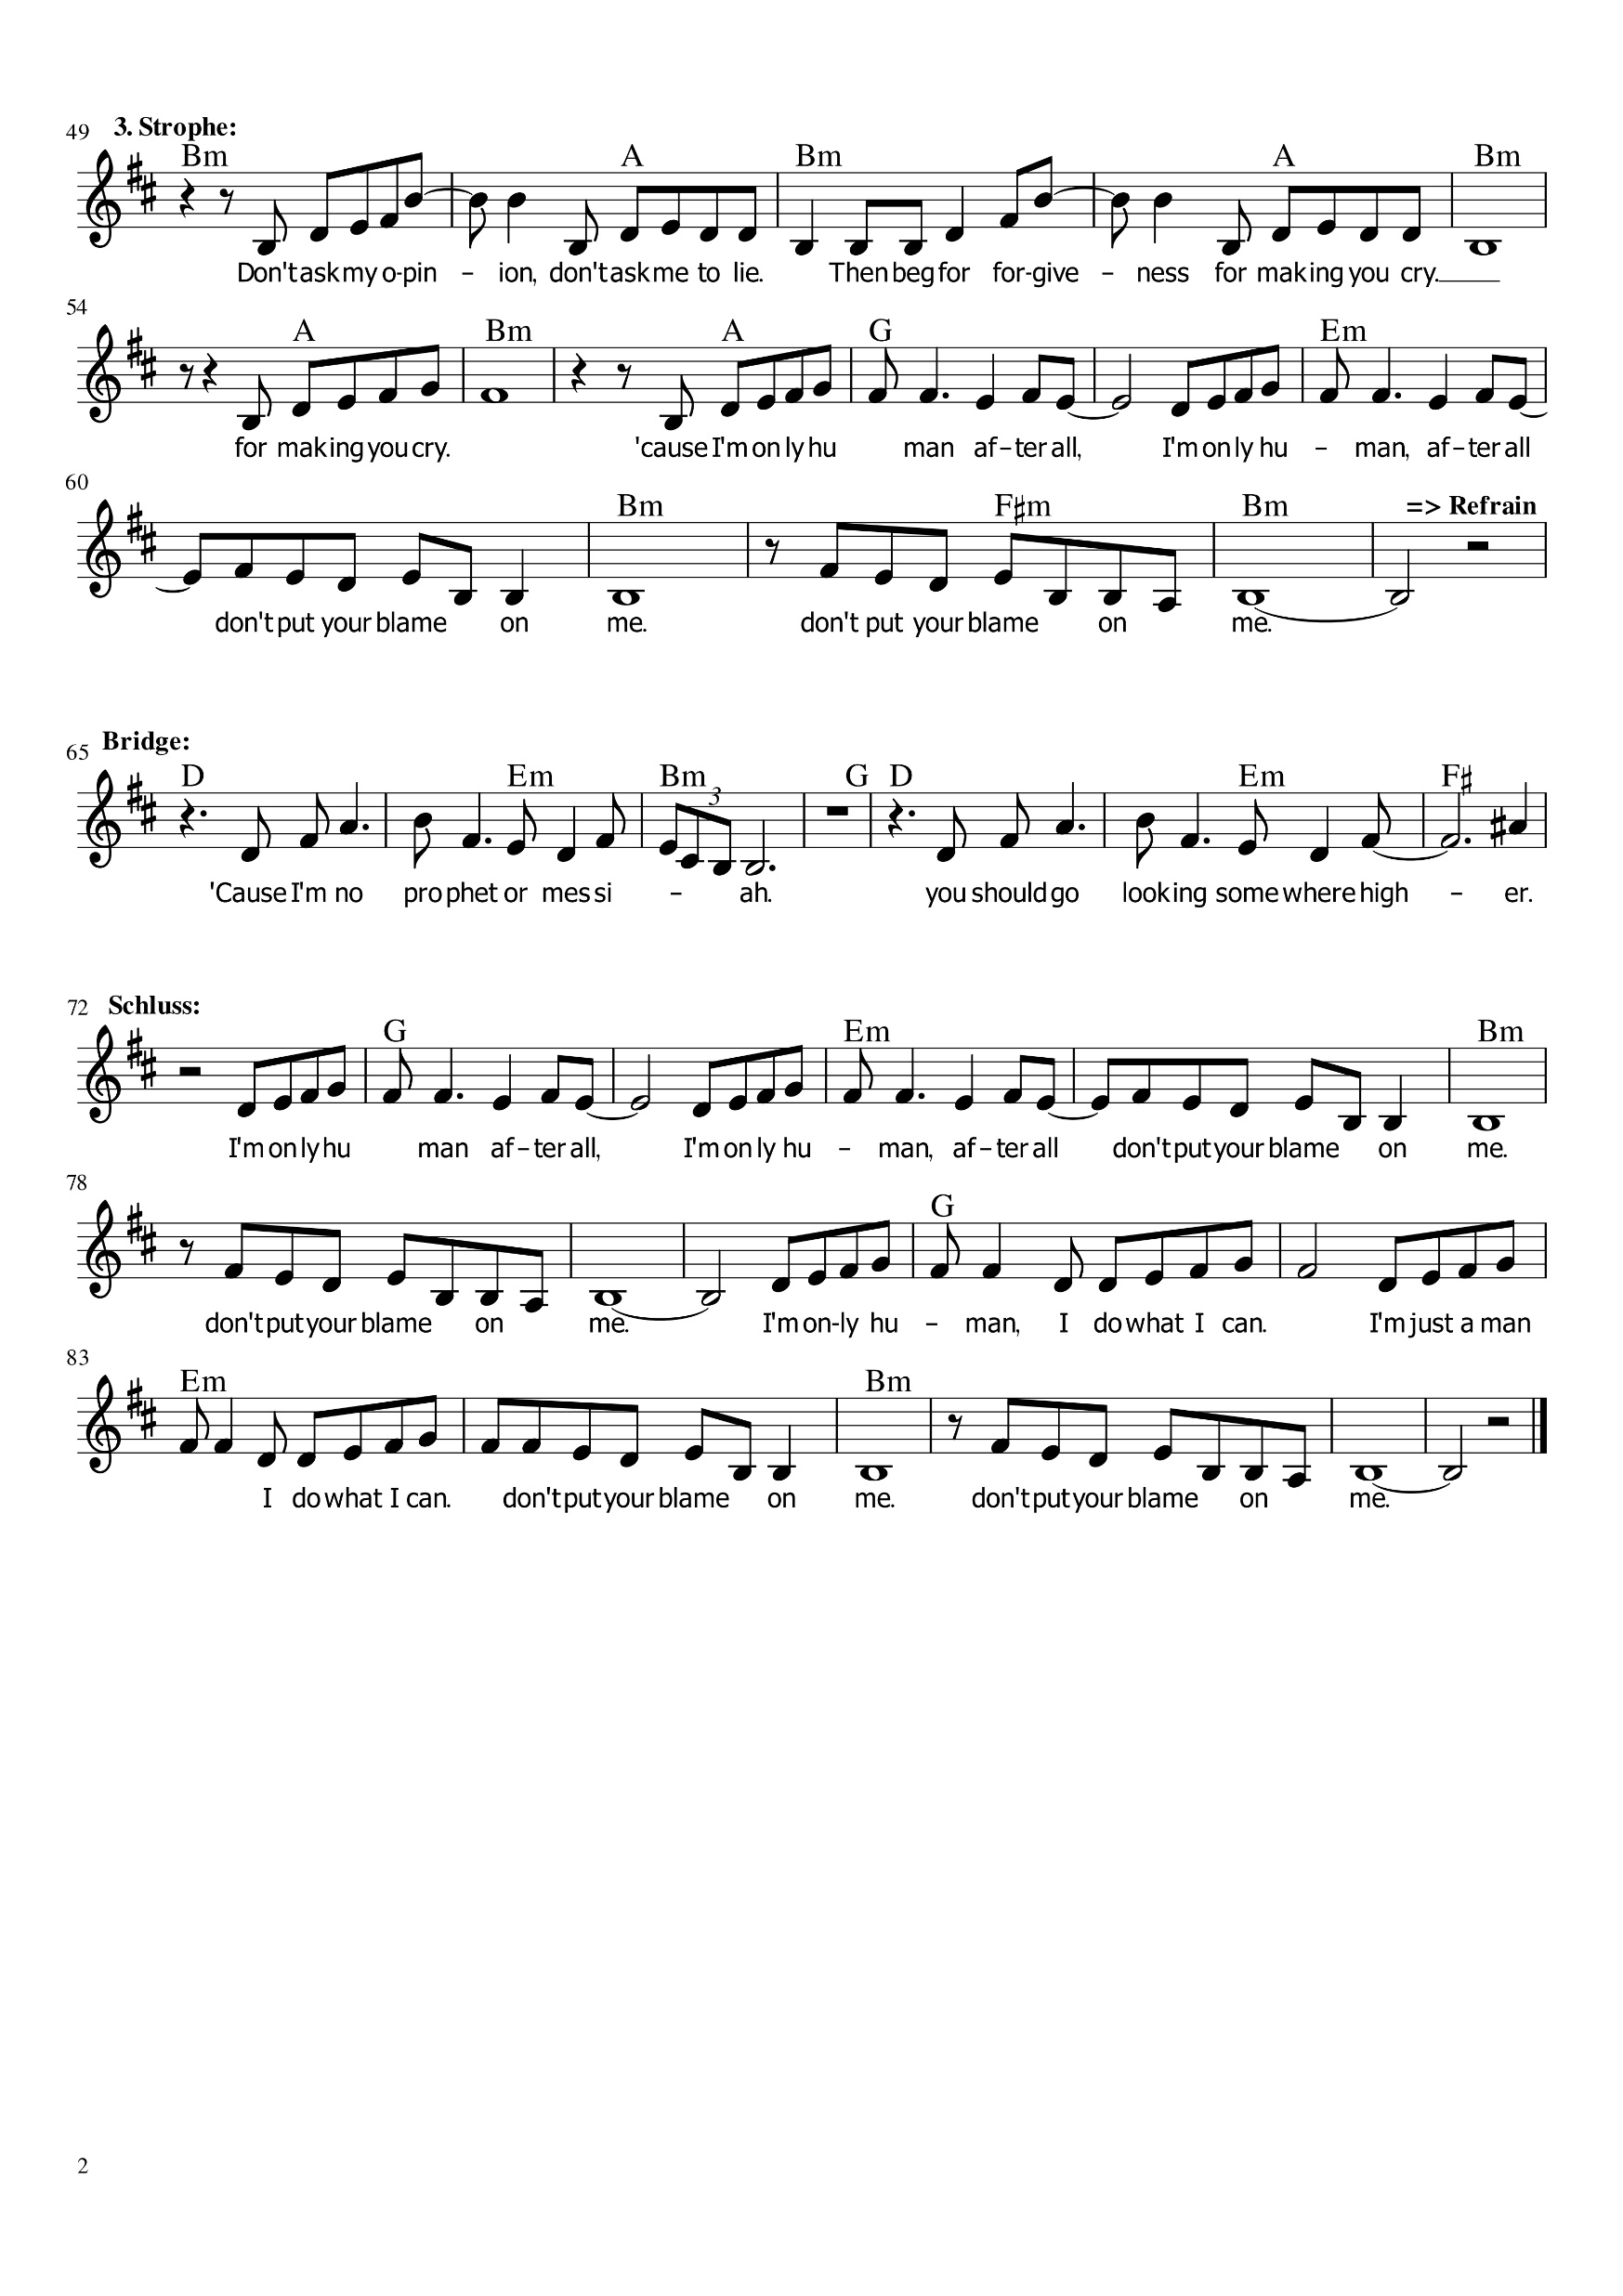 49 3. Strophe:
Bm A Bm A Bm
Don't ask my o-pin – ion, don't ask me to lie. Then beg for for-give – ness for making you cry.
54
A Bm A G Em
for making you cry. 'cause I'm on ly hu man af – ter all, I'm on ly hu – man, af – ter all
60
Bm F♯m Bm => Refrain
don't put your blame on me. don't put your blame on me.
65 Bridge:
D Em Bm 3 G D Em F♯
'Cause I'm no pro phet or mes si – ah. you should go looking some where high – er.
72 Schluss:
G Em Bm
I'm on ly hu man af – ter all, I'm on ly hu – man, af – ter all don't put your blame on me.
78
G
don't put your blame on me. I'm on-ly hu – man, I do what I can. I'm just a man
83
Em Bm
I do what I can. don't put your blame on me. don't put your blame on me.
2